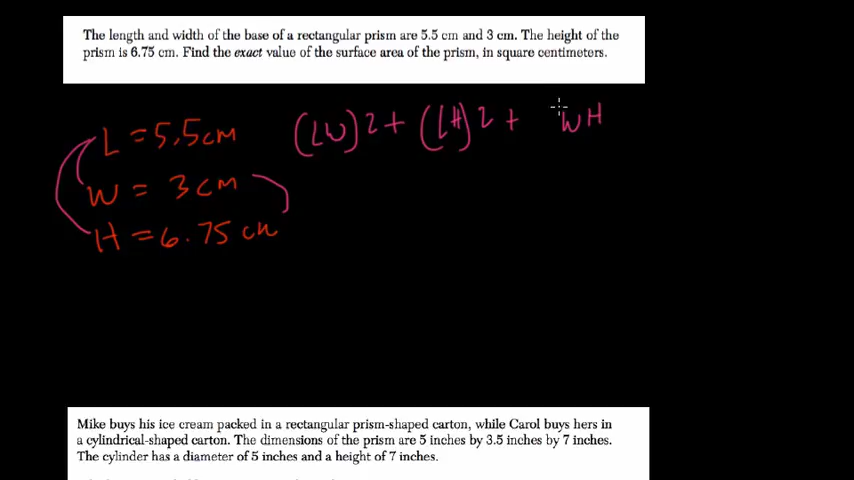 The length and width of the base of a rectangular prism are 5.5 cm and 3 cm. The height of the
prism is 6.75 cm. Find the exact value of the surface area of the prism, in square centimeters.
L = 5.5cm (LW)2 + (LH)2 + WH
W = 3 cm
H = 6.75 cm
Mike buys his ice cream packed in a rectangular prism-shaped carton, while Carol buys hers in
a cylindrical-shaped carton. The dimensions of the prism are 5 inches by 3.5 inches by 7 inches.
The cylinder has a diameter of 5 inches and a height of 7 inches.